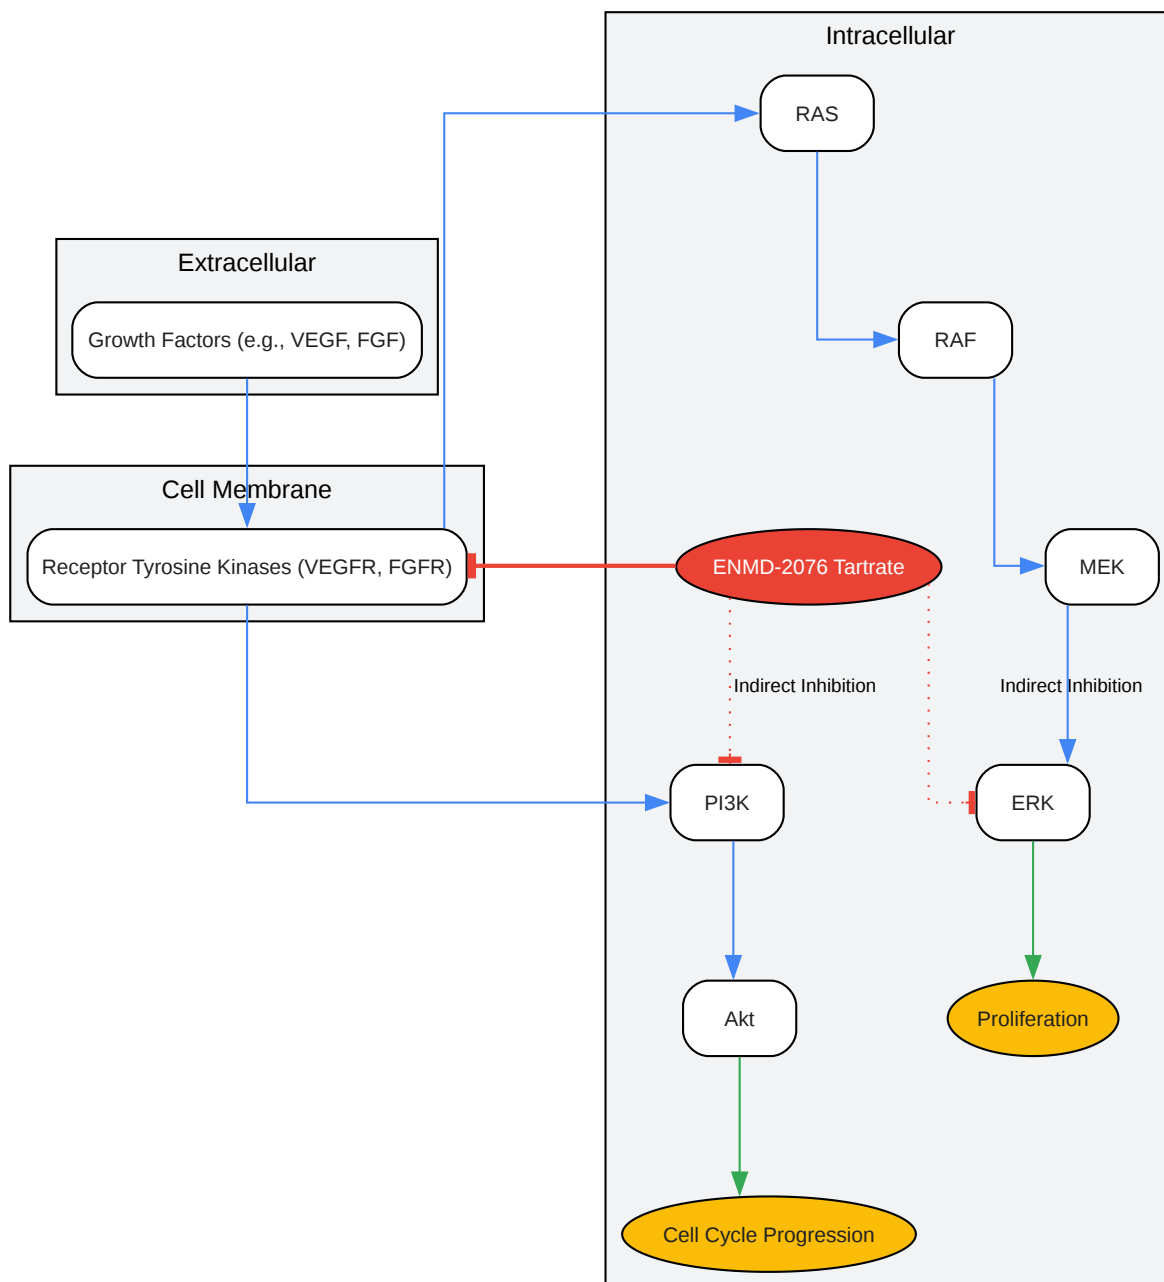 Intracellular
RAS
Extracellular
Growth Factors (e.g., VEGF, FGF)
RAF
Cell Membrane
Receptor Tyrosine Kinases (VEGFR, FGFR)
ENMD-2076 Tartrate
MEK
Indirect Inhibition
Indirect Inhibition
PI3K
ERK
Akt
Proliferation
Cell Cycle Progression